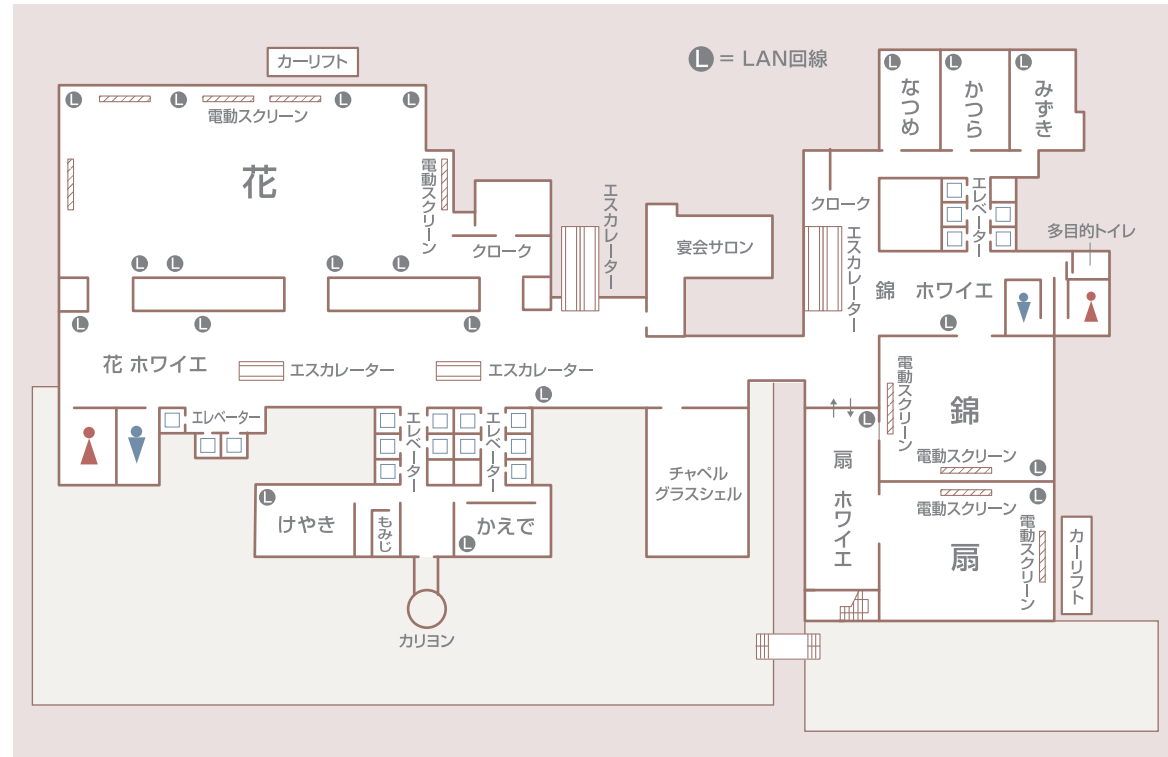 カーリフト
L = LAN回線
L
L
L
L
電動スクリーン
花
電動スクリーン
クローク
エスカレーター
宴会サロン
L
L
L
L
L
L
L
花 ホワイエ
エスカレーター
エスカレーター
L
エレベーター
エレベーター
エレベーター
L
けやき
もみじ
かえで
L
カリヨン
チャペル
グラスシェル
L
なつめ
L
かつら
L
みずき
クローク
エスカレーター
エレベーター
多目的トイレ
錦 ホワイエ
L
電動スクリーン
錦
電動スクリーン
L
L
扇 ホワイエ
電動スクリーン
L
電動スクリーン
扇
カーリフト